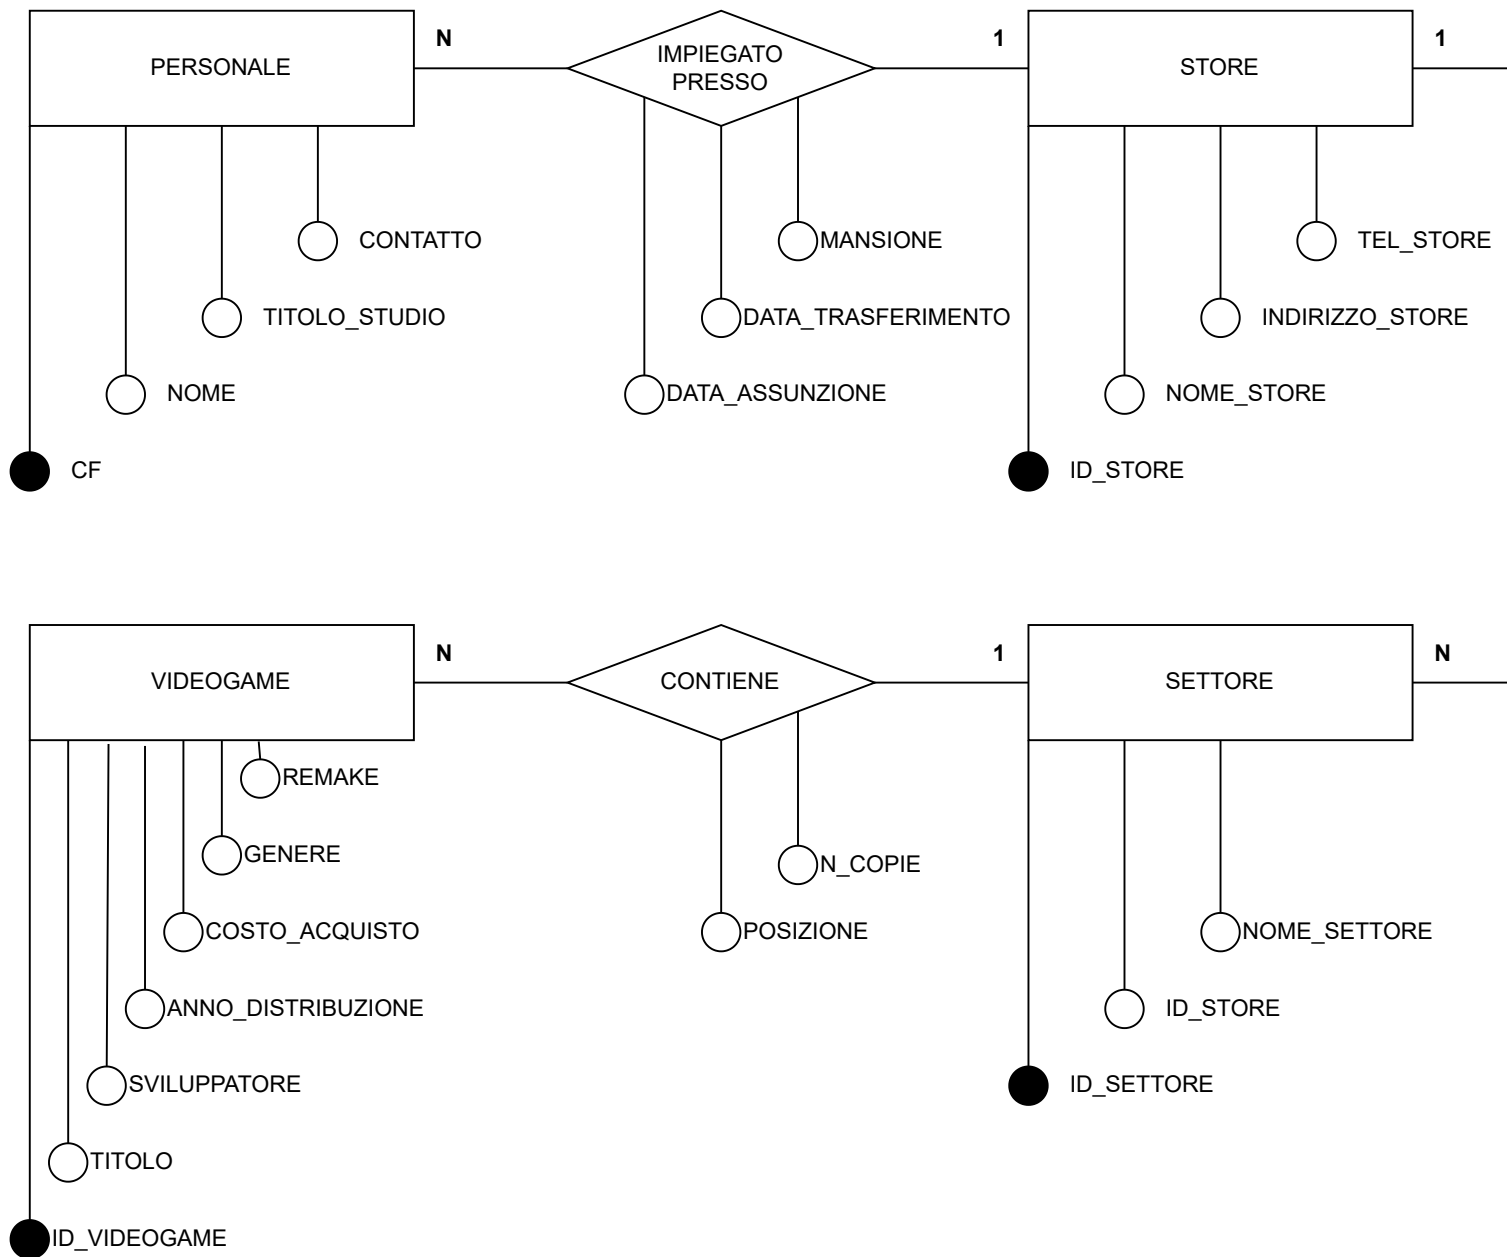 PERSONALE
N
IMPIEGATO
PRESSO
1
STORE
1
CONTATTO
MANSIONE
TEL_STORE
TITOLO_STUDIO
DATA_TRASFERIMENTO
INDIRIZZO_STORE
NOME
DATA_ASSUNZIONE
NOME_STORE
CF
ID_STORE
VIDEOGAME
N
CONTIENE
1
SETTORE
N
REMAKE
GENERE
N_COPIE
COSTO_ACQUISTO
POSIZIONE
NOME_SETTORE
ANNO_DISTRIBUZIONE
ID_STORE
SVILUPPATORE
ID_SETTORE
TITOLO
ID_VIDEOGAME